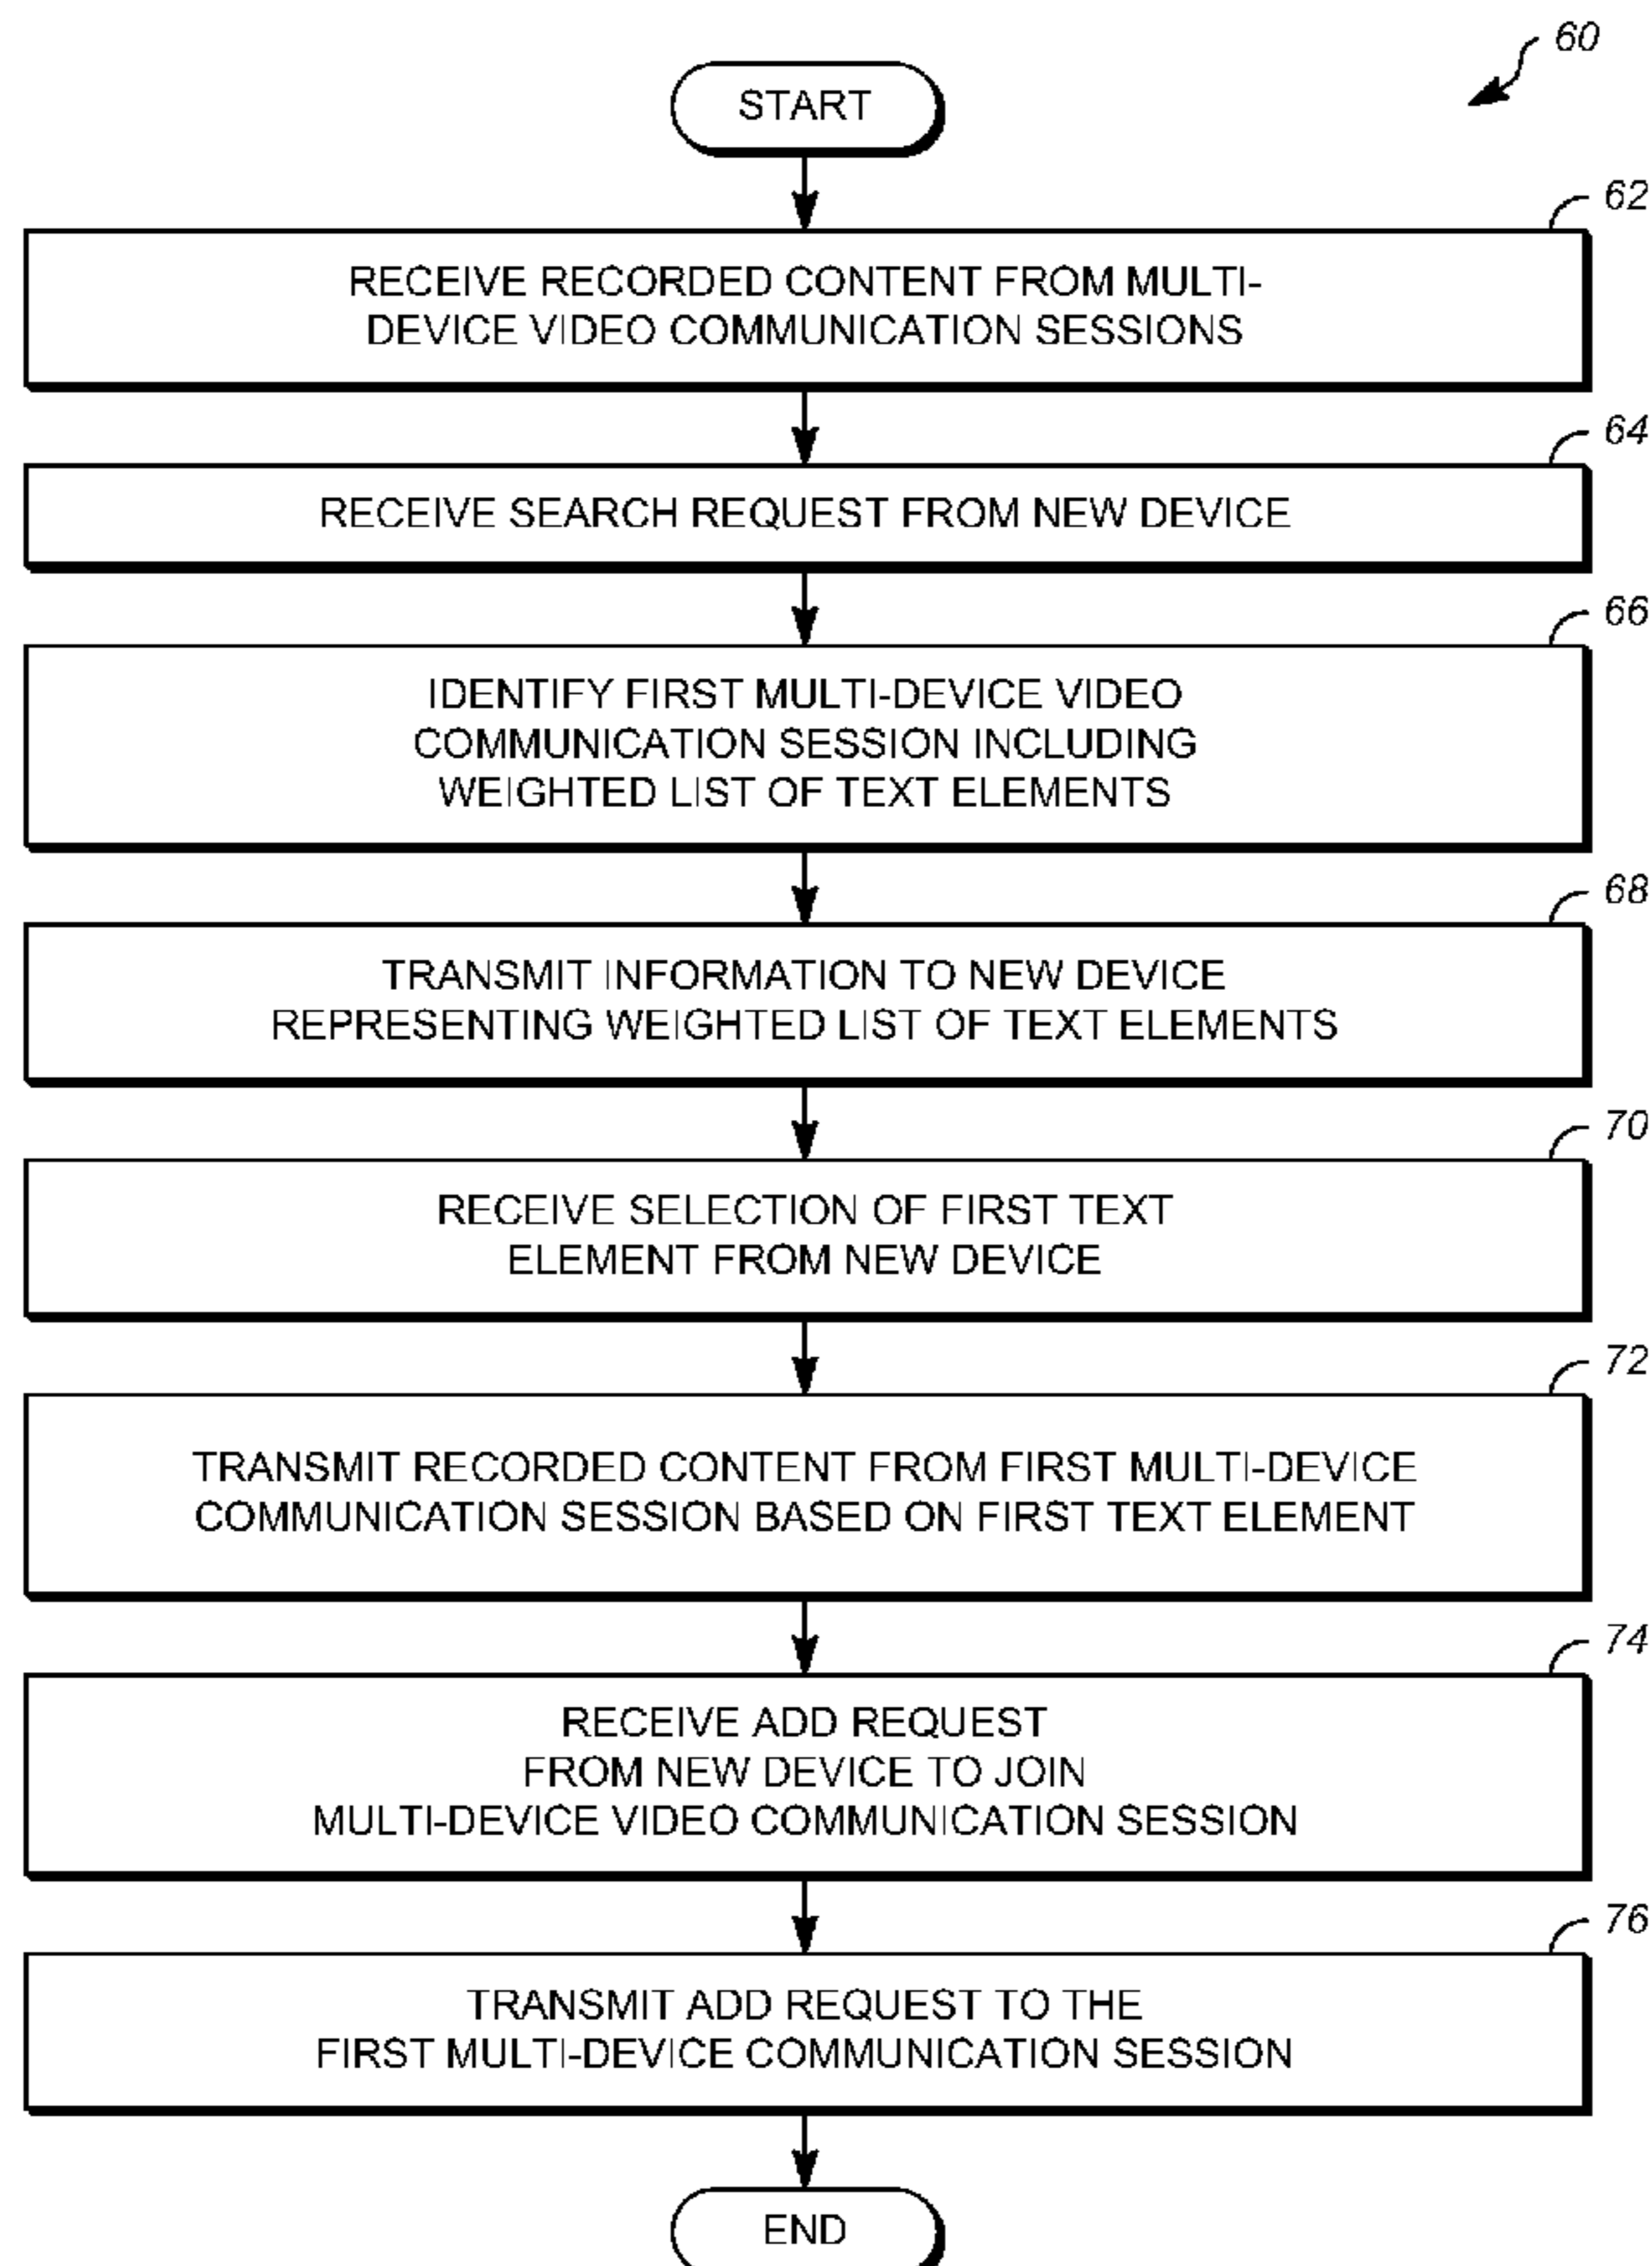 60
START
62
RECEIVE RECORDED CONTENT FROM MULTI-
DEVICE VIDEO COMMUNICATION SESSIONS
64
RECEIVE SEARCH REQUEST FROM NEW DEVICE
66
IDENTIFY FIRST MULTI-DEVICE VIDEO
COMMUNICATION SESSION INCLUDING
WEIGHTED LIST OF TEXT ELEMENTS
68
TRANSMIT INFORMATION TO NEW DEVICE
REPRESENTING WEIGHTED LIST OF TEXT ELEMENTS
70
RECEIVE SELECTION OF FIRST TEXT
ELEMENT FROM NEW DEVICE
72
TRANSMIT RECORDED CONTENT FROM FIRST MULTI-DEVICE
COMMUNICATION SESSION BASED ON FIRST TEXT ELEMENT
74
RECEIVE ADD REQUEST
FROM NEW DEVICE TO JOIN
MULTI-DEVICE VIDEO COMMUNICATION SESSION
76
TRANSMIT ADD REQUEST TO THE
FIRST MULTI-DEVICE COMMUNICATION SESSION
END